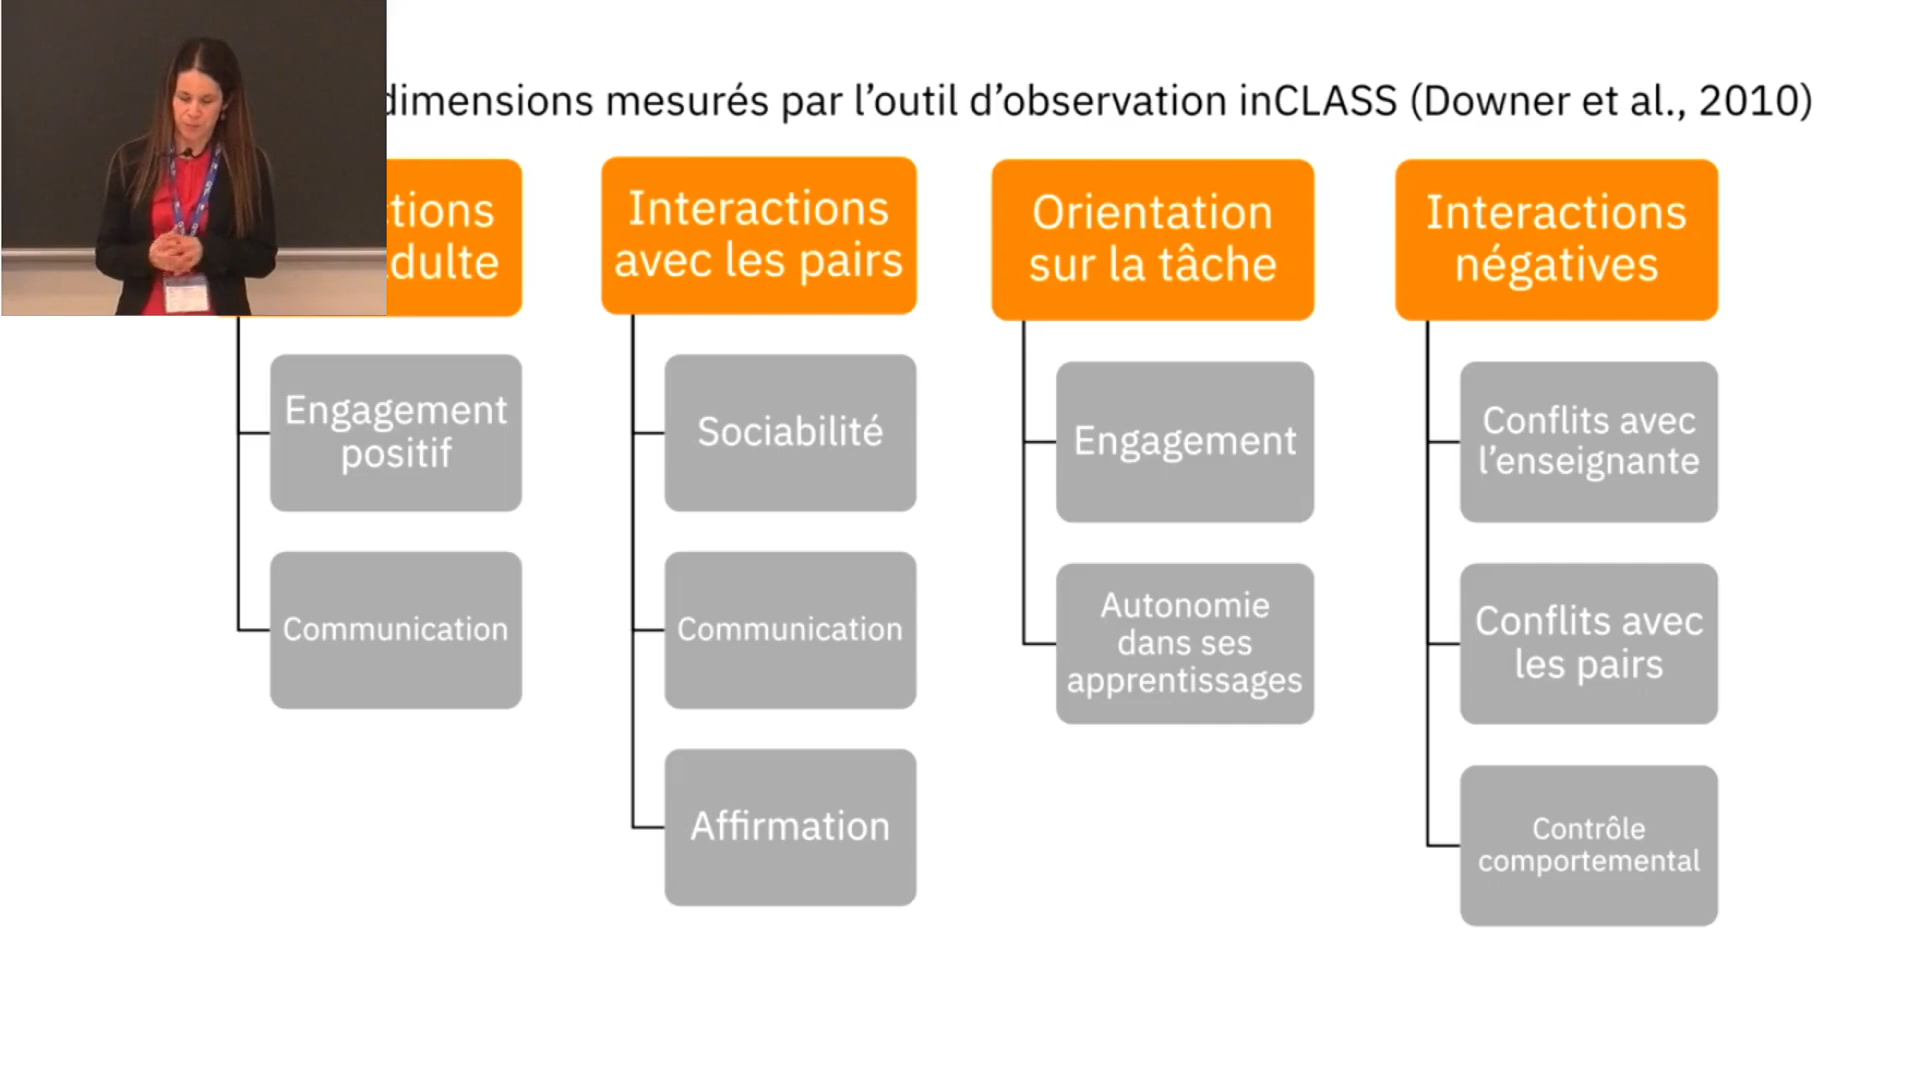 dimensions mesurés par l’outil d’observation inCLASS (Downer et al., 2010)
Interactions
avec les pairs
Orientation
sur la tâche
Interactions
négatives
Engagement
positif
Communication
Sociabilité
Communication
Affirmation
Engagement
Autonomie
dans ses
apprentissages
Conflits avec
l’enseignante
Conflits avec
les pairs
Contrôle
comportemental